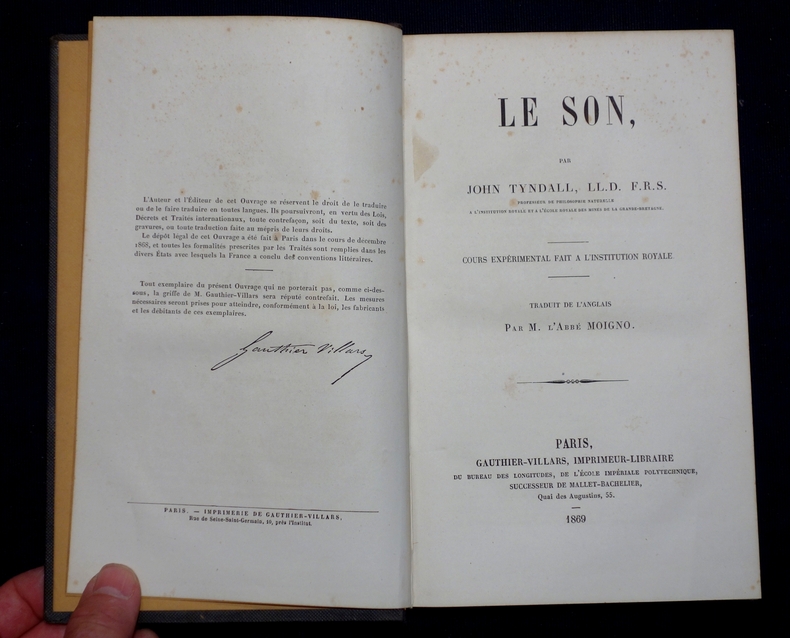 L'Auteur et l'Éditeur de cet Ouvrage se réservent le droit de le traduire
ou de le faire traduire en toutes langues. Ils poursuivront, en vertu des Lois,
Décrets et Traités internationaux, toute contrefaçon, soit du texte, soit des
gravures, ou toute traduction faite au mépris de leurs droits.
Le dépôt légal de cet Ouvrage a été fait à Paris dans le cours de décembre
1868, et toutes les formalités prescrites par les Traités sont remplies dans les
divers États avec lesquels la France a conclu des conventions littéraires.
Tout exemplaire du présent Ouvrage qui ne porterait pas, comme ci-des-
sous, la griffe de M. Gauthier-Villars sera réputé contrefait. Les mesures
nécessaires seront prises pour atteindre, conformément à la loi, les fabricants
et les débitants de ces exemplaires.
Gauthier Villars
PARIS. — IMPRIMERIE DE GAUTHIER-VILLARS,
Rue de Seine-Saint-Germain, 10, près l'Institut.
LE SON,
PAR
JOHN TYNDALL, LL.D. F.R.S.
PROFESSEUR DE PHILOSOPHIE NATURELLE
A L'INSTITUTION ROYALE ET A L'ÉCOLE ROYALE DES MINES DE LA GRANDE-BRETAGNE.
COURS EXPÉRIMENTAL FAIT A L'INSTITUTION ROYALE
TRADUIT DE L'ANGLAIS
PAR M. L'ABBÉ MOIGNO.
PARIS,
GAUTHIER-VILLARS, IMPRIMEUR-LIBRAIRE
DU BUREAU DES LONGITUDES, DE L'ÉCOLE IMPÉRIALE POLYTECHNIQUE,
SUCCESSEUR DE MALLET-BACHELIER,
Quai des Augustins, 55.
1869